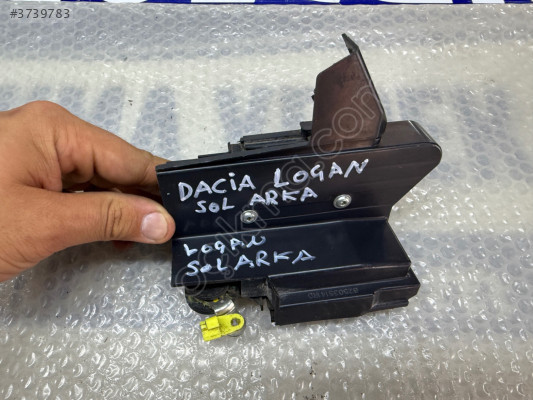 #3739783
DACiA LOGAN
SOL ARKA
LOGAN
SOL ARKA